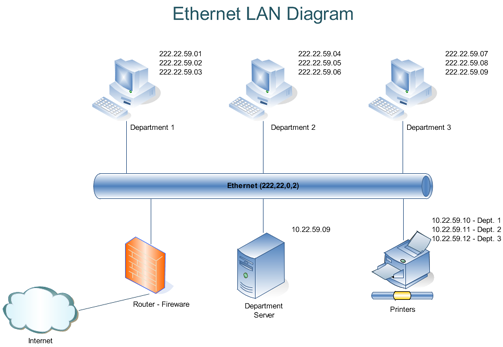 Ethernet LAN Diagram
222.22.59.01
222.22.59.02
222.22.59.03
222.22.59.04
222.22.59.05
222.22.59.06
222.22.59.07
222.22.59.08
222.22.59.09
Department 1
Department 2
Department 3
Ethernet (222,22,0,2)
10.22.59.09
10.22.59.10 - Dept. 1
10.22.59.11 - Dept. 2
10.22.59.12 - Dept. 3
Router - Fireware
Department
Server
Printers
Internet